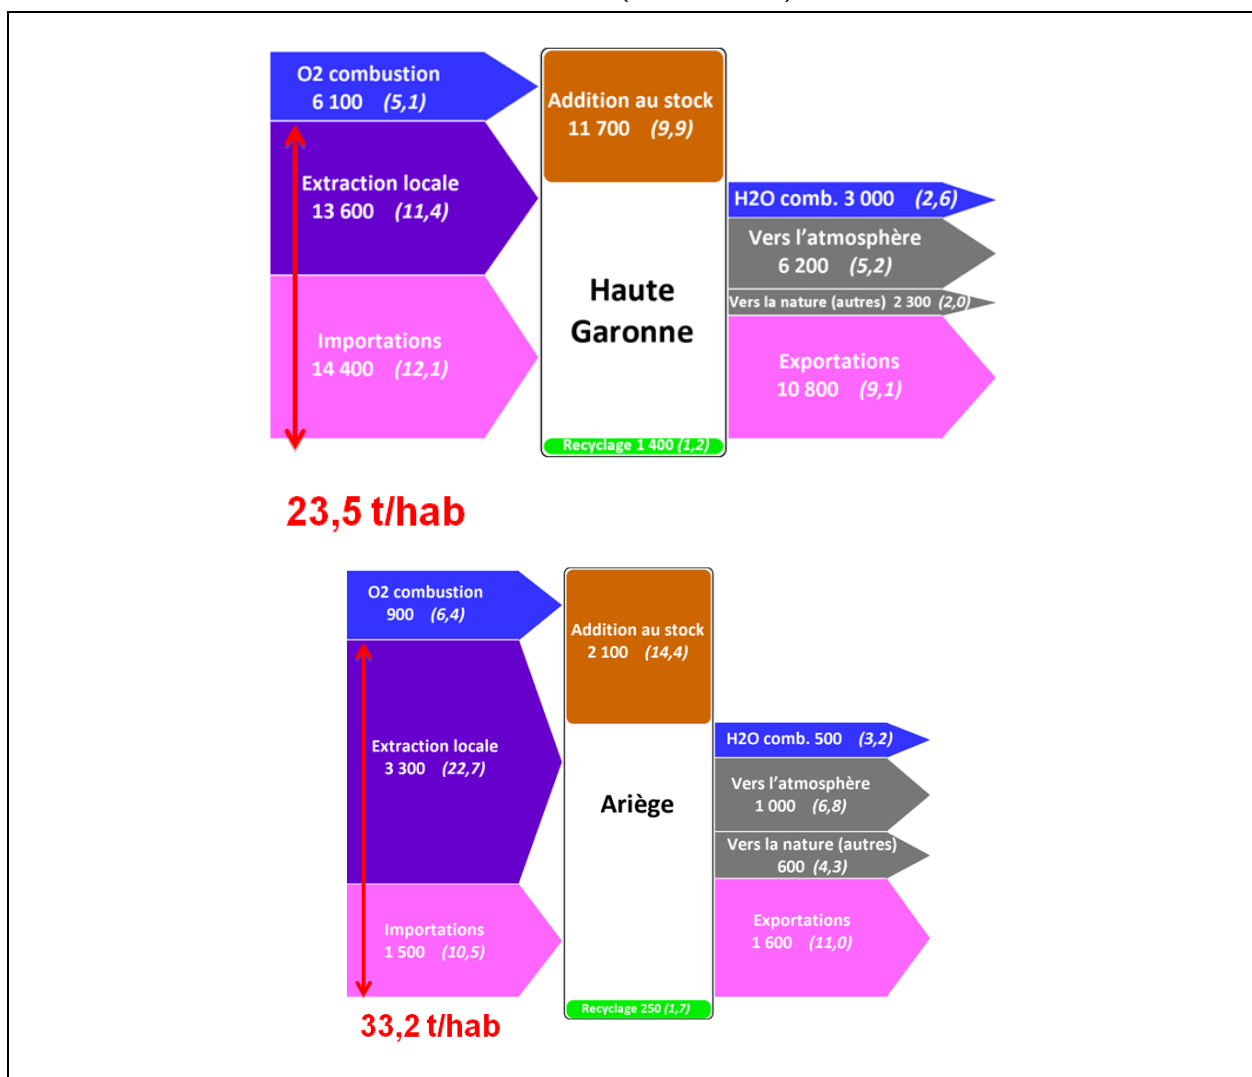 O2 combustion
6 100 (5,1)
Addition au stock
11 700 (9,9)
Extraction locale
13 600 (11,4)
H2O comb. 3 000 (2,6)
Vers l’atmosphère
6 200 (5,2)
Vers la nature (autres) 2 300 (2,0)
Haute
Garonne
Importations
14 400 (12,1)
Exportations
10 800 (9,1)
Recyclage 1 400 (1,2)
23,5 t/hab
O2 combustion
900 (6,4)
Addition au stock
2 100 (14,4)
Extraction locale
3 300 (22,7)
H2O comb. 500 (3,2)
Vers l’atmosphère
1 000 (6,8)
Ariège
Vers la nature (autres)
600 (4,3)
Importations
1 500 (10,5)
Exportations
1 600 (11,0)
Recyclage 250 (1,7)
33,2 t/hab